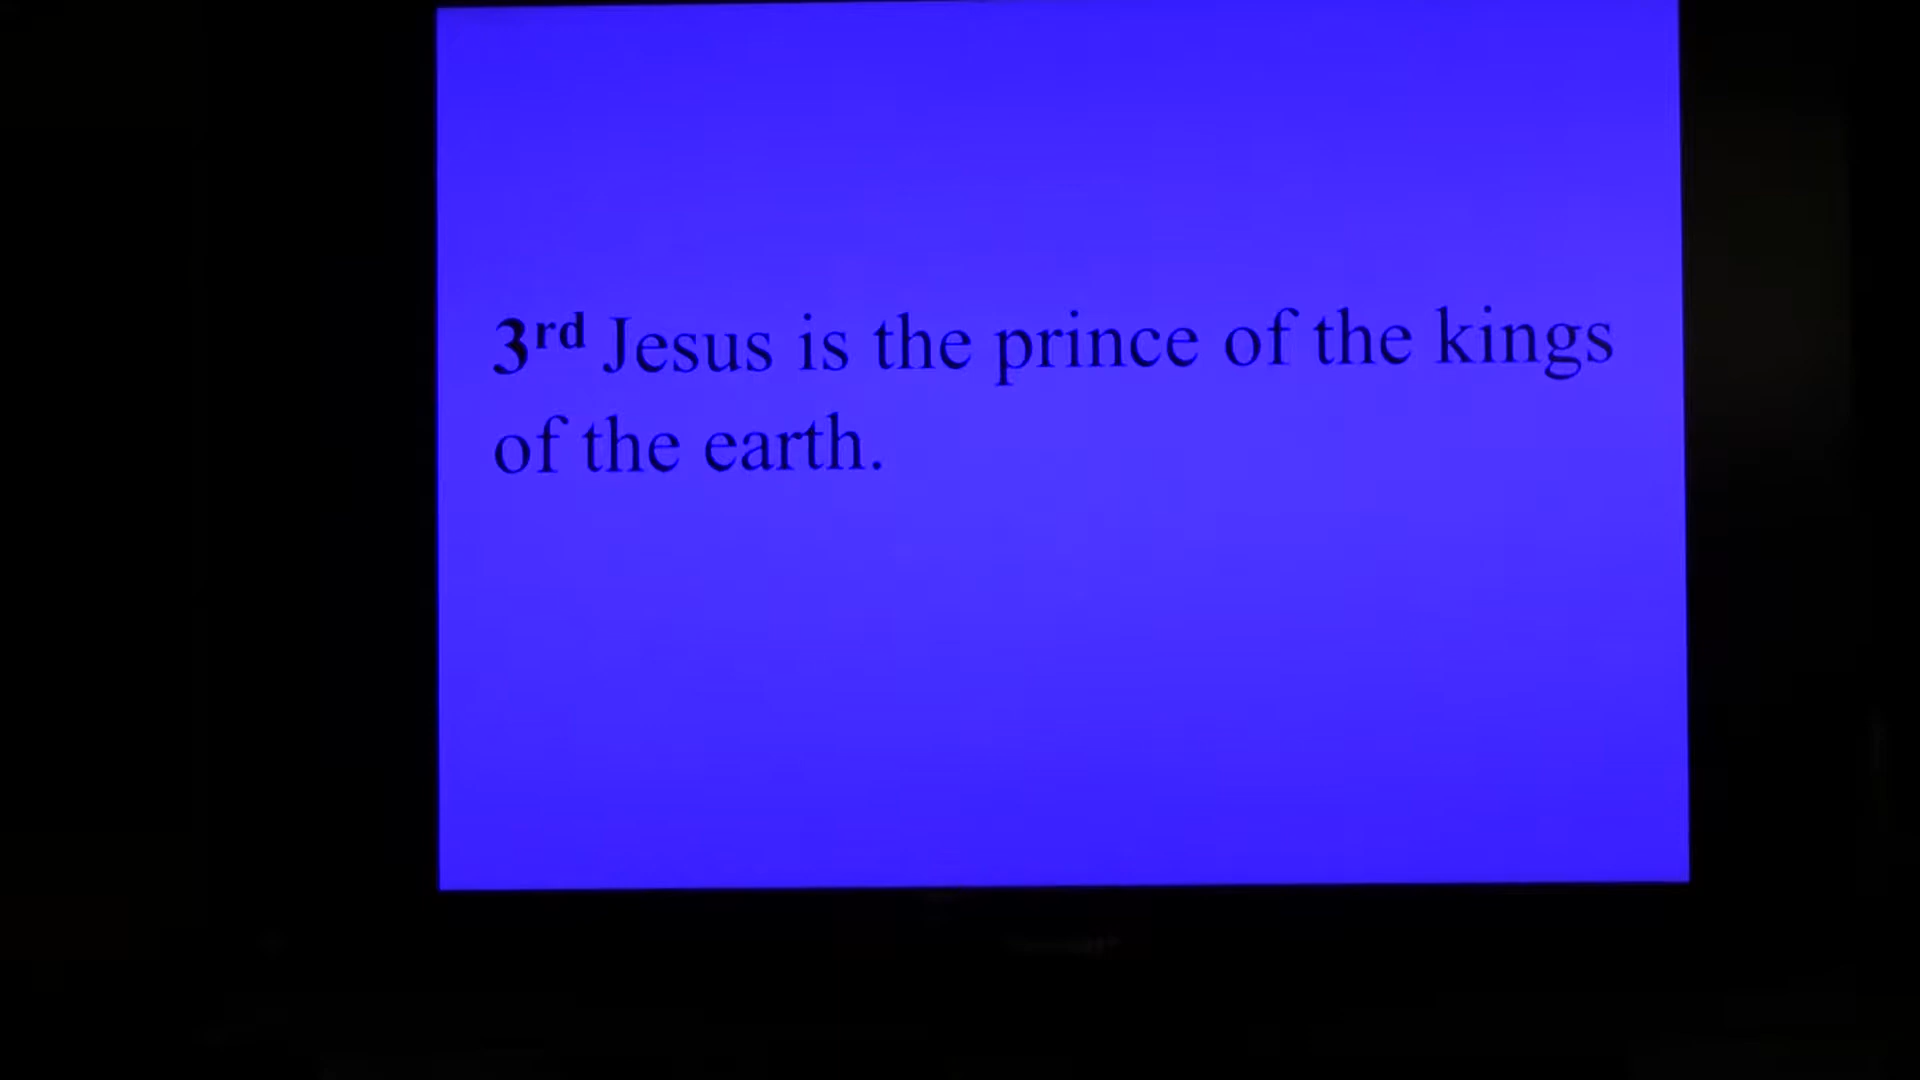 3rd Jesus is the prince of the kings
of the earth.